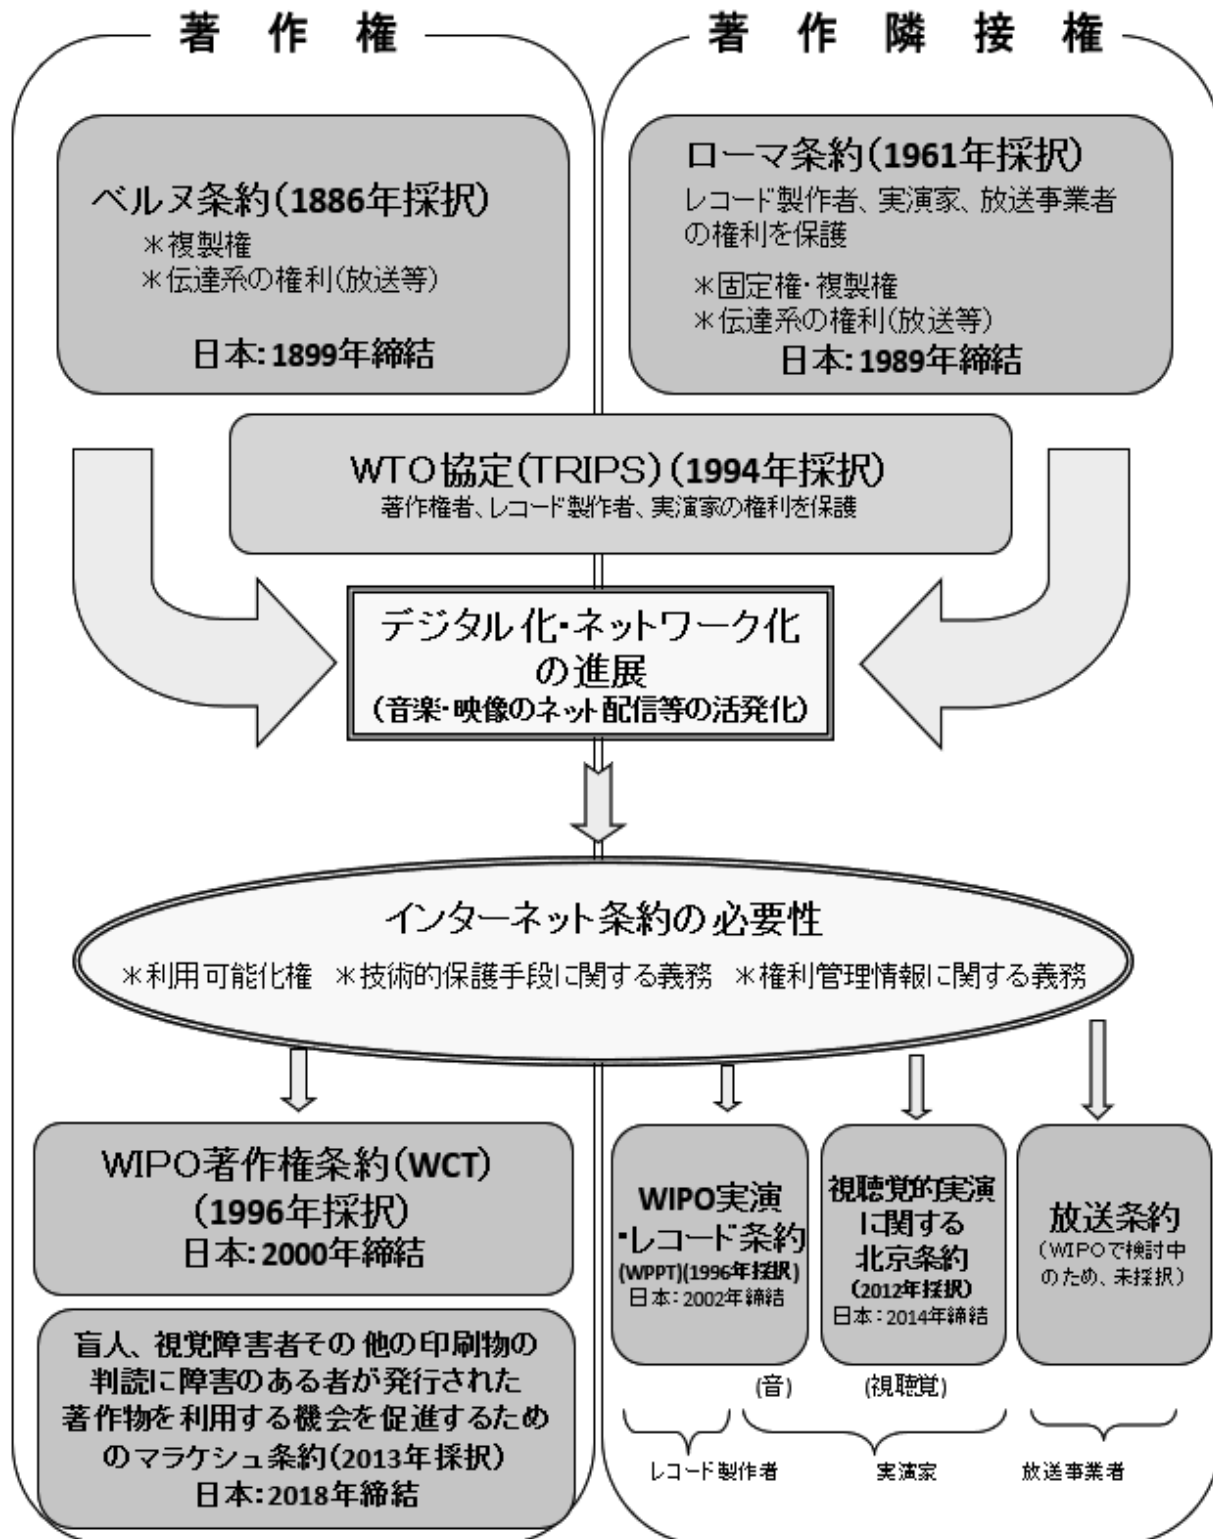 著作権
著作隣接権
ベルヌ条約(1886年採択)
＊複製権
＊伝達系の権利(放送等)
日本：1899年締結
ローマ条約(1961年採択)
レコード製作者、実演家、放送事業者
の権利を保護
＊固定権・複製権
＊伝達系の権利(放送等)
日本：1989年締結
WTO協定(TRIPS)(1994年採択)
著作権者、レコード製作者、実演家の権利を保護
デジタル化・ネットワーク化
の進展
(音楽・映像のネット配信等の活発化)
インターネット条約の必要性
＊利用可能化権　＊技術的保護手段に関する義務　＊権利管理情報に関する義務
WIPO著作権条約(WCT)
(1996年採択)
日本：2000年締結
盲人、視覚障害者その他の印刷物の
判読に障害のある者が発行された
著作物を利用する機会を促進するため
のマラケシュ条約(2013年採択)
日本：2018年締結
WIPO実演
・レコード条約
(WPPT)(1996年採択)
日本：2002年締結
視聴覚的実演
に関する
北京条約
(2012年採択)
日本：2014年締結
放送条約
(WIPOで検討中
のため、未採択)
(音)
(視聴覚)
レコード製作者
実演家
放送事業者